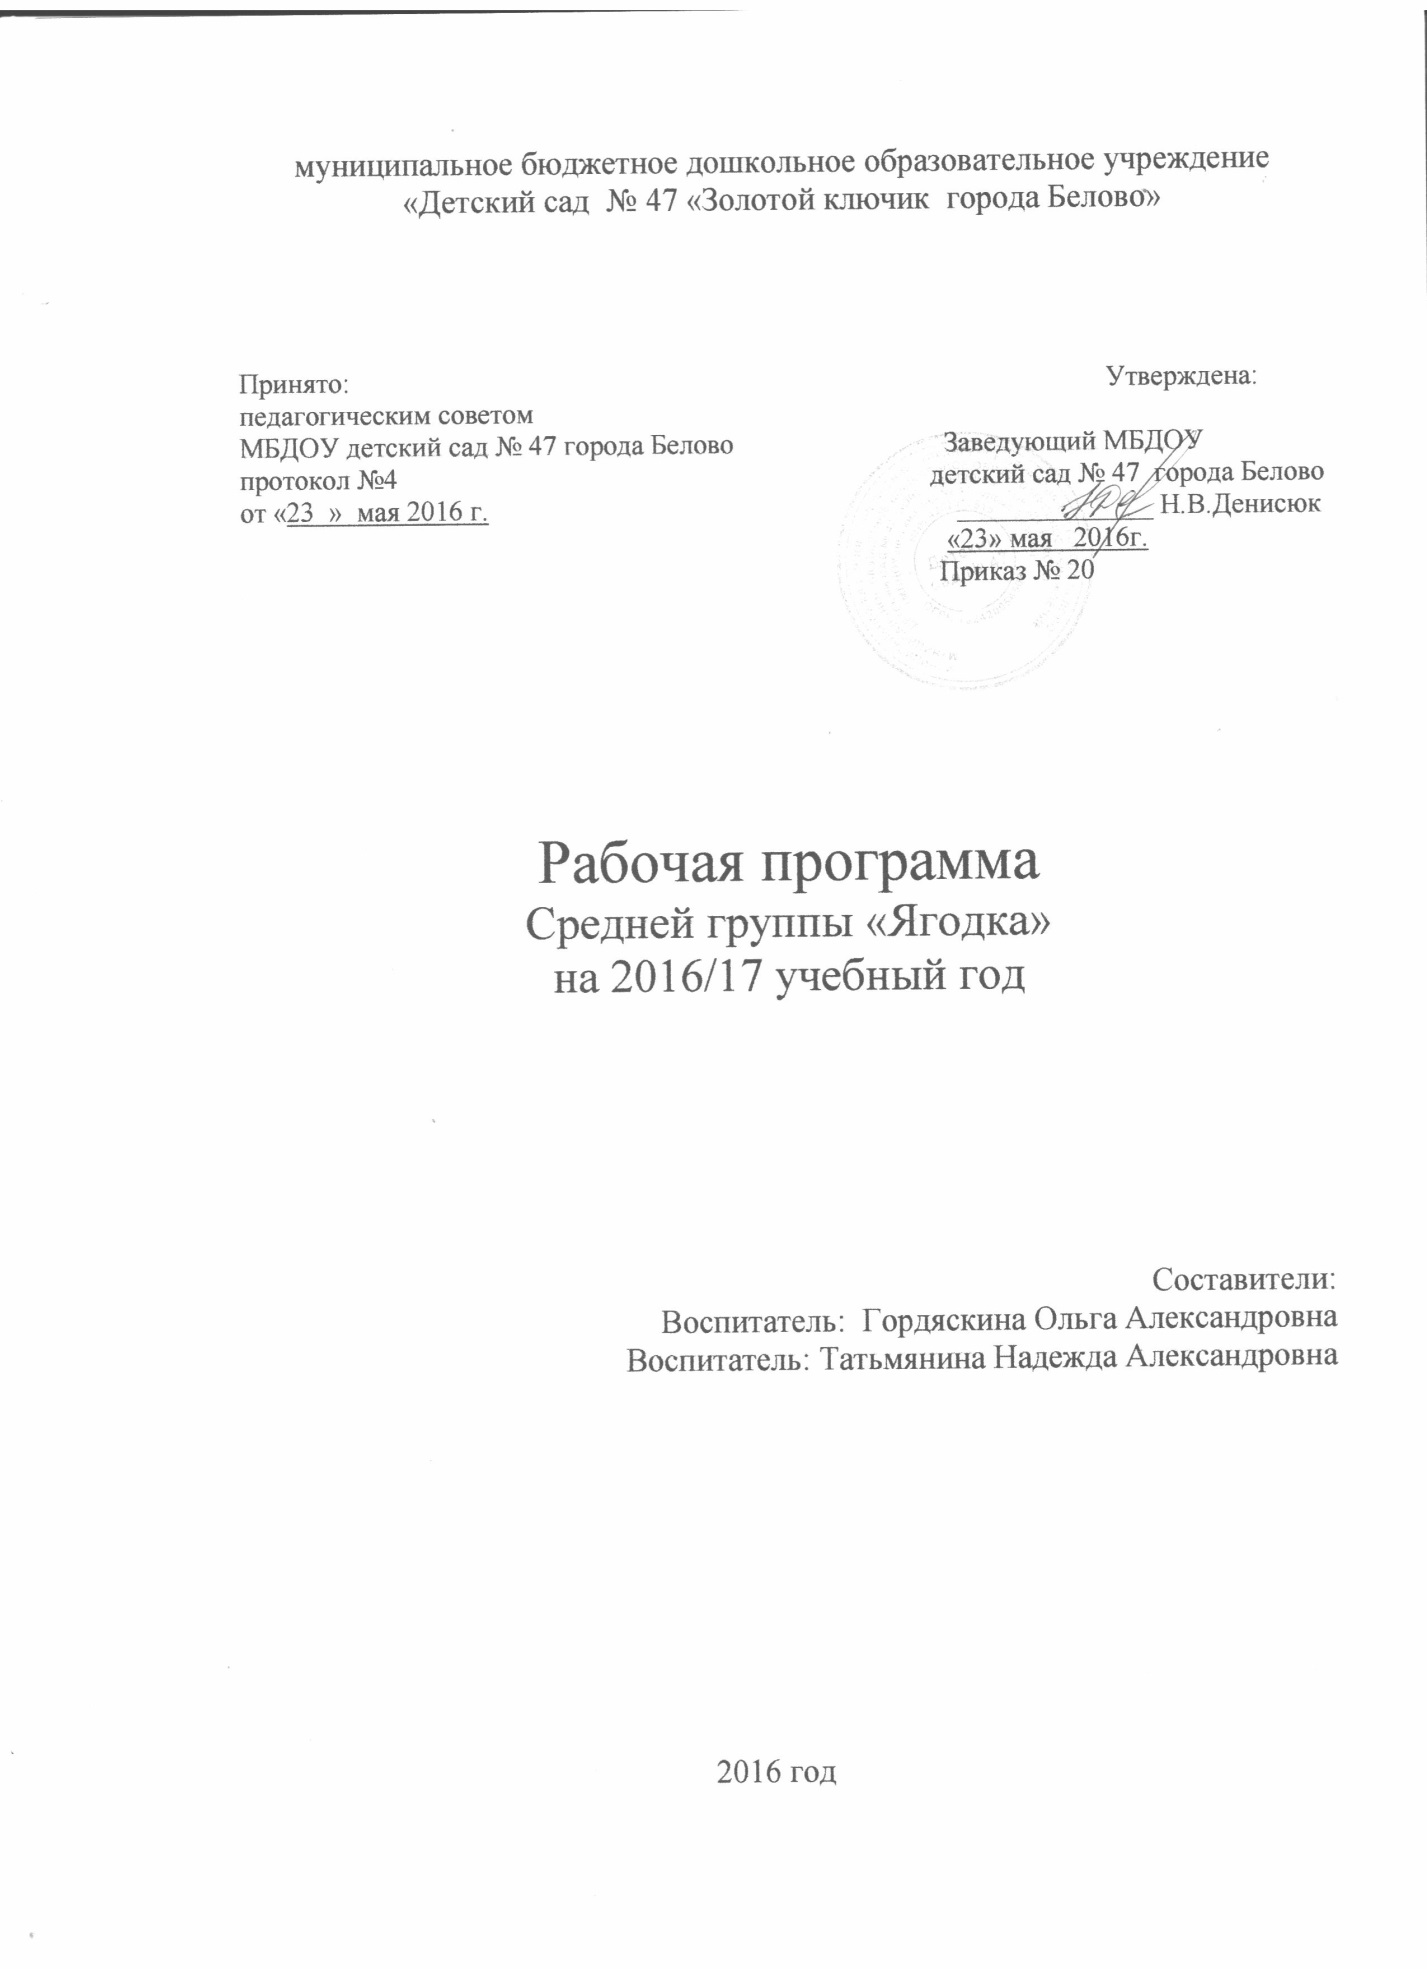 муниципальное бюджетное дошкольное образовательное учреждение
«Детский сад № 47 «Золотой ключик города Белово»
Принято:
педагогическим советом
МБДОУ детский сад № 47 города Белово
протокол №4
от «23 » мая 2016 г.
Утверждена:
Заведующий МБДОУ
детский сад № 47 города Белово
Н.В.Денисюк
«23» мая 2016г.
Приказ № 20
Рабочая программа
Средней группы «Ягодка»
на 2016/17 учебный год
Составители:
Воспитатель: Гордяскина Ольга Александровна
Воспитатель: Татьмянина Надежда Александровна
2016 год